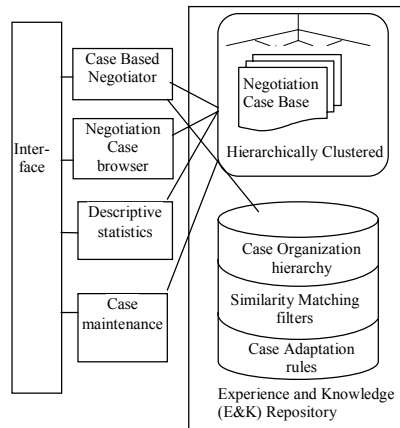 Inter-
face
Case Based
Negotiator
Negotiation
Case
browser
Descriptive
statistics
Case
maintenance
Negotiation
Case Base
Hierarchically Clustered
Case Organization
hierarchy
Similarity Matching
filters
Case Adaptation
rules
Experience and Knowledge
(E&K) Repository